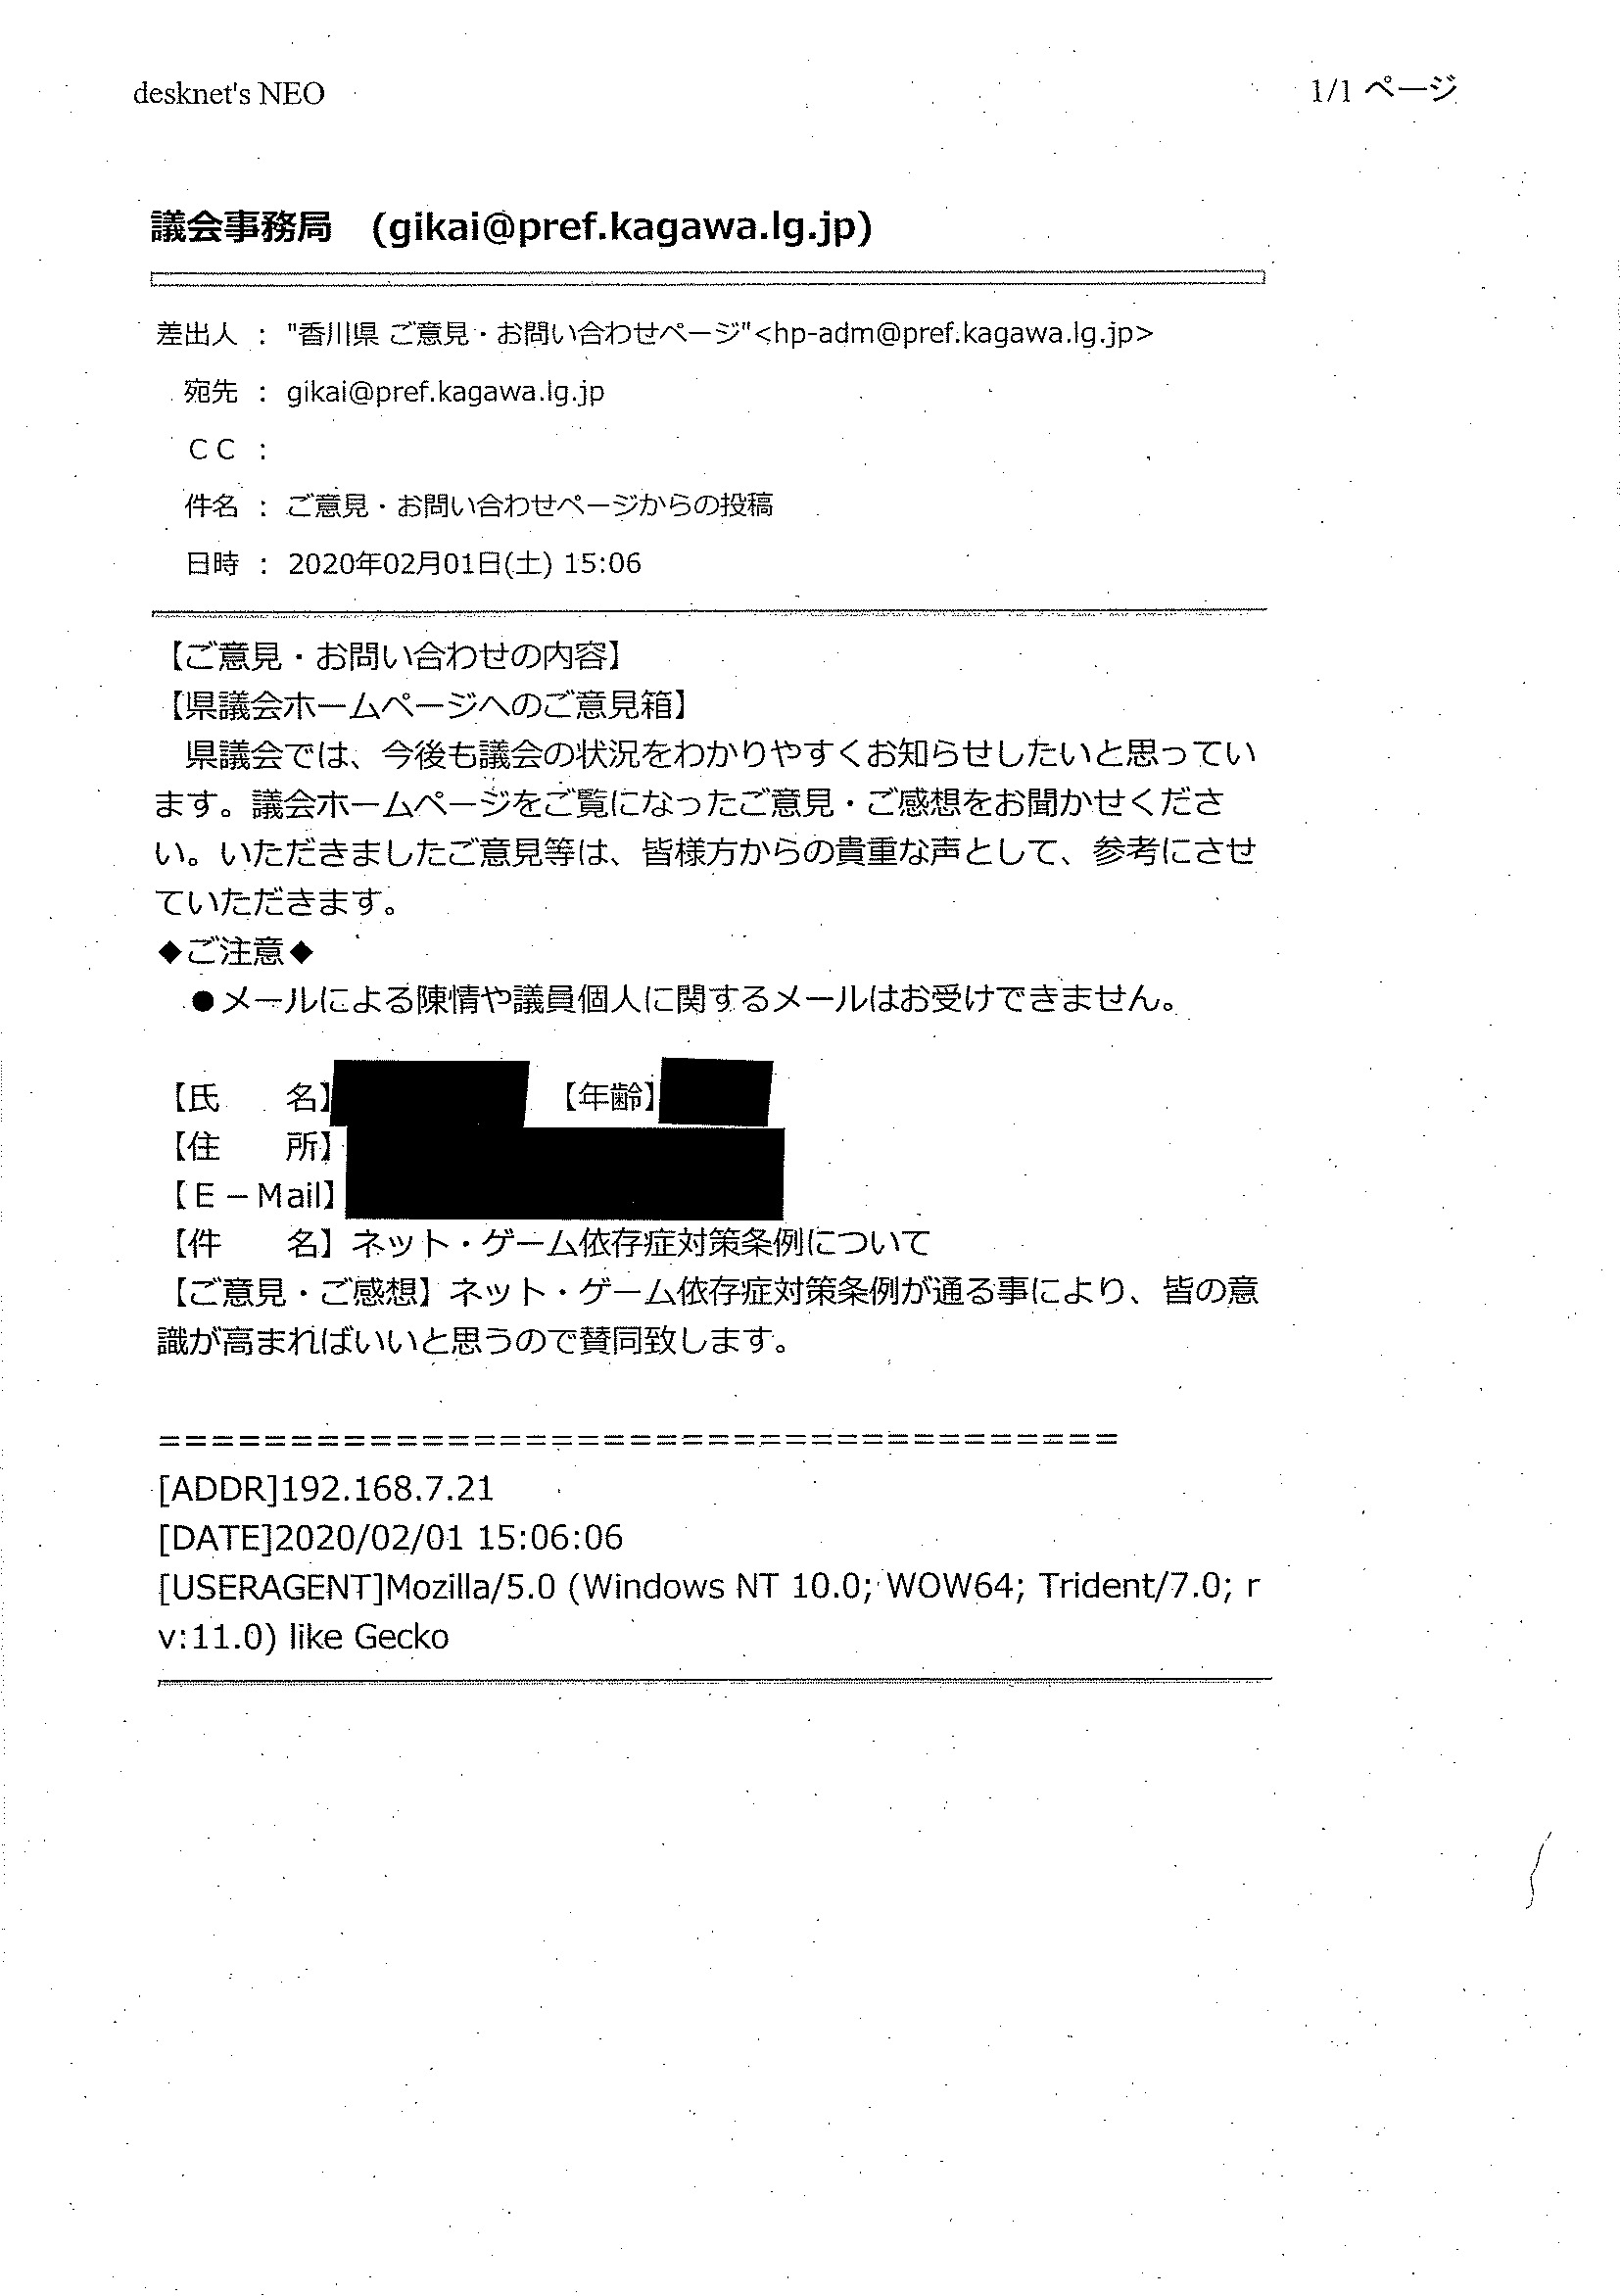 desknet's NEO
1/1 ページ
議会事務局　(gikai@pref.kagawa.lg.jp)
差出人 ： "香川県 ご意見・お問い合わせページ"<hp-adm@pref.kagawa.lg.jp>
宛先 ： gikai@pref.kagawa.lg.jp
ＣＣ ：
件名 ： ご意見・お問い合わせページからの投稿
日時 ： 2020年02月01日(土) 15:06
【ご意見・お問い合わせの内容】
【県議会ホームページへのご意見箱】
　県議会では、今後も議会の状況をわかりやすくお知らせしたいと思ってい
ます。議会ホームページをご覧になったご意見・ご感想をお聞かせくださ
い。いただきましたご意見等は、皆様方からの貴重な声として、参考にさせ
ていただきます。
◆ご注意◆
　●メールによる陳情や議員個人に関するメールはお受けできません。
【氏　　名】　【年齢】
【住　　所】
【Ｅ－Mail】
【件　　名】ネット・ゲーム依存症対策条例について
【ご意見・ご感想】ネット・ゲーム依存症対策条例が通る事により、皆の意
識が高まればいいと思うので賛同致します。
=====================================
[ADDR]192.168.7.21
[DATE]2020/02/01 15:06:06
[USERAGENT]Mozilla/5.0 (Windows NT 10.0; WOW64; Trident/7.0; r
v:11.0) like Gecko